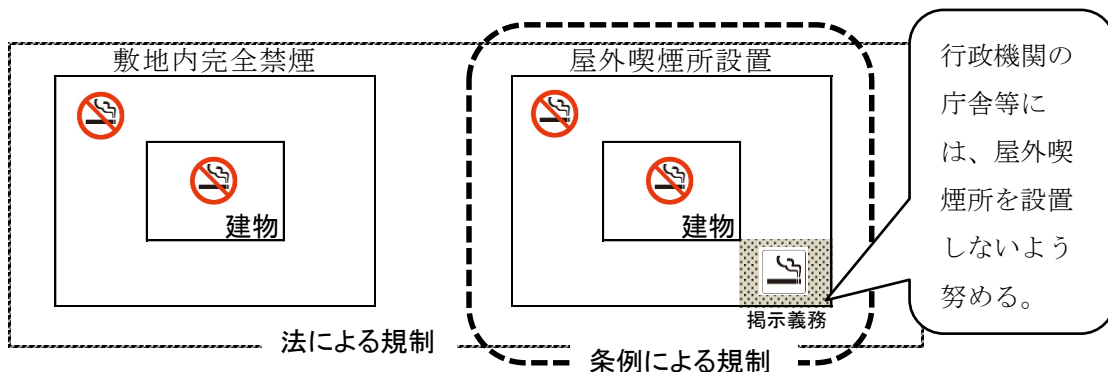 敷地内完全禁煙
建物
屋外喫煙所設置
建物
掲示義務
行政機関の
庁舎等に
は、屋外喫
煙所を設置
しないよう
努める。
法による規制
条例による規制